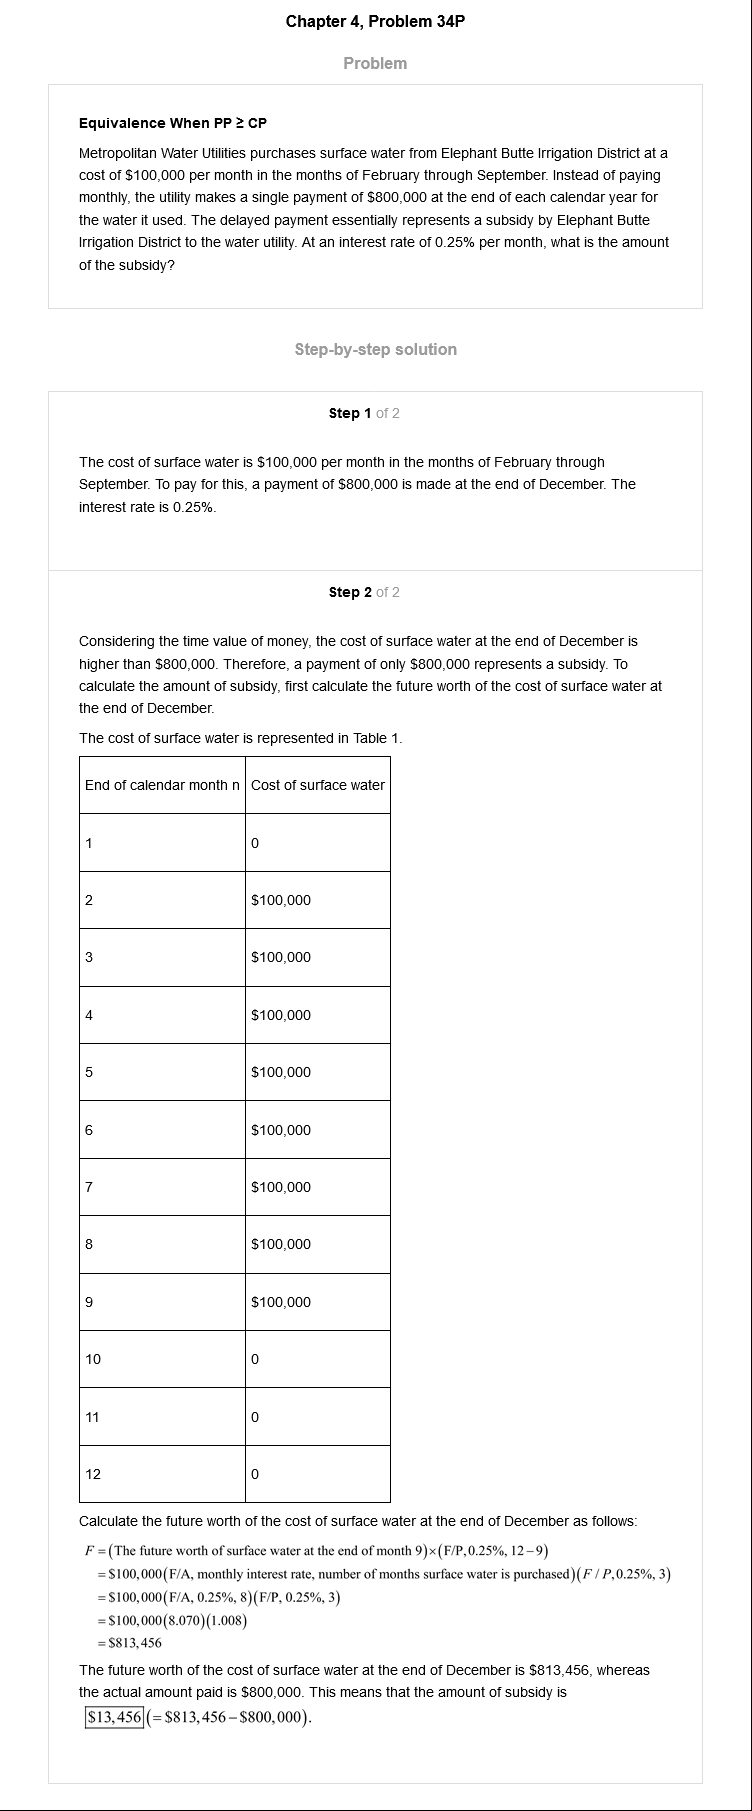 Chapter 4, Problem 34P
Problem
Equivalence When PP ≥ CP
Metropolitan Water Utilities purchases surface water from Elephant Butte Irrigation District at a
cost of $100,000 per month in the months of February through September. Instead of paying
monthly, the utility makes a single payment of $800,000 at the end of each calendar year for
the water it used. The delayed payment essentially represents a subsidy by Elephant Butte
Irrigation District to the water utility. At an interest rate of 0.25% per month, what is the amount
of the subsidy?
Step-by-step solution
Step 1 of 2
The cost of surface water is $100,000 per month in the months of February through
September. To pay for this, a payment of $800,000 is made at the end of December. The
interest rate is 0.25%.
Step 2 of 2
Considering the time value of money, the cost of surface water at the end of December is
higher than $800,000. Therefore, a payment of only $800,000 represents a subsidy. To
calculate the amount of subsidy, first calculate the future worth of the cost of surface water at
the end of December.
The cost of surface water is represented in Table 1.
End of calendar month n Cost of surface water
1 0
2 $100,000
3 $100,000
4 $100,000
5 $100,000
6 $100,000
7 $100,000
8 $100,000
9 $100,000
10 0
11 0
12 0
Calculate the future worth of the cost of surface water at the end of December as follows:
F = (The future worth of surface water at the end of month 9)×(F/P,0.25%, 12–9)
= $100,000(F/A, monthly interest rate, number of months surface water is purchased)(F / P,0.25%, 3)
= $100,000(F/A, 0.25%, 8)(F/P, 0.25%, 3)
= $100,000(8.070)(1.008)
= $813,456
The future worth of the cost of surface water at the end of December is $813,456, whereas
the actual amount paid is $800,000. This means that the amount of subsidy is
$13,456 (= $813,456 – $800,000).